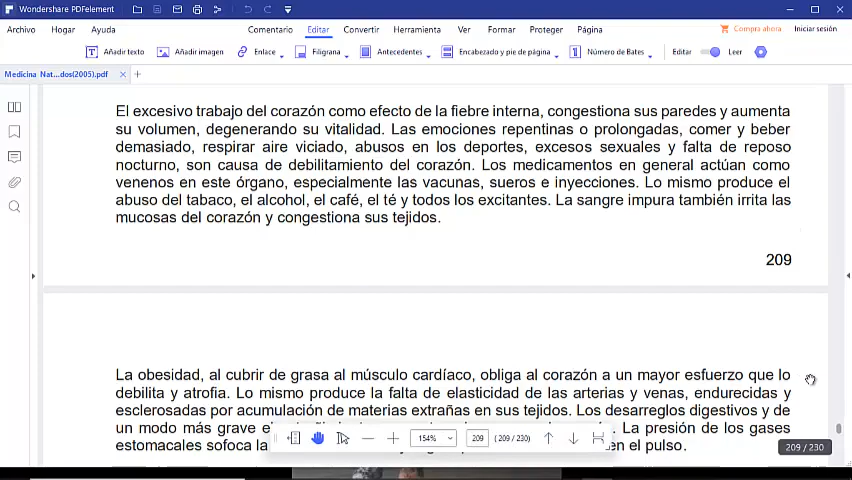 Wondershare PDFelement
Archivo Hogar Ayuda Comentario Editar Convertir Herramienta Ver Formar Proteger Página Compra ahora Iniciar sesión
Añadir texto Añadir imagen Enlace Filigrana Antecedentes Encabezado y pie de página Número de Bates Editar Leer
Medicina Nat...dos(2005).pdf
El excesivo trabajo del corazón como efecto de la fiebre interna, congestiona sus paredes y aumenta
su volumen, degenerando su vitalidad. Las emociones repentinas o prolongadas, comer y beber
demasiado, respirar aire viciado, abusos en los deportes, excesos sexuales y falta de reposo
nocturno, son causa de debilitamiento del corazón. Los medicamentos en general actúan como
venenos en este órgano, especialmente las vacunas, sueros e inyecciones. Lo mismo produce el
abuso del tabaco, el alcohol, el café, el té y todos los excitantes. La sangre impura también irrita las
mucosas del corazón y congestiona sus tejidos.
209
La obesidad, al cubrir de grasa al músculo cardíaco, obliga al corazón a un mayor esfuerzo que lo
debilita y atrofia. Lo mismo produce la falta de elasticidad de las arterias y venas, endurecidas y
esclerosadas por acumulación de materias extrañas en sus tejidos. Los desarreglos digestivos y de
un modo más grave La presión de los gases
estomacales sofoca la en el pulso.
154% 209 (209/230)
209 / 230